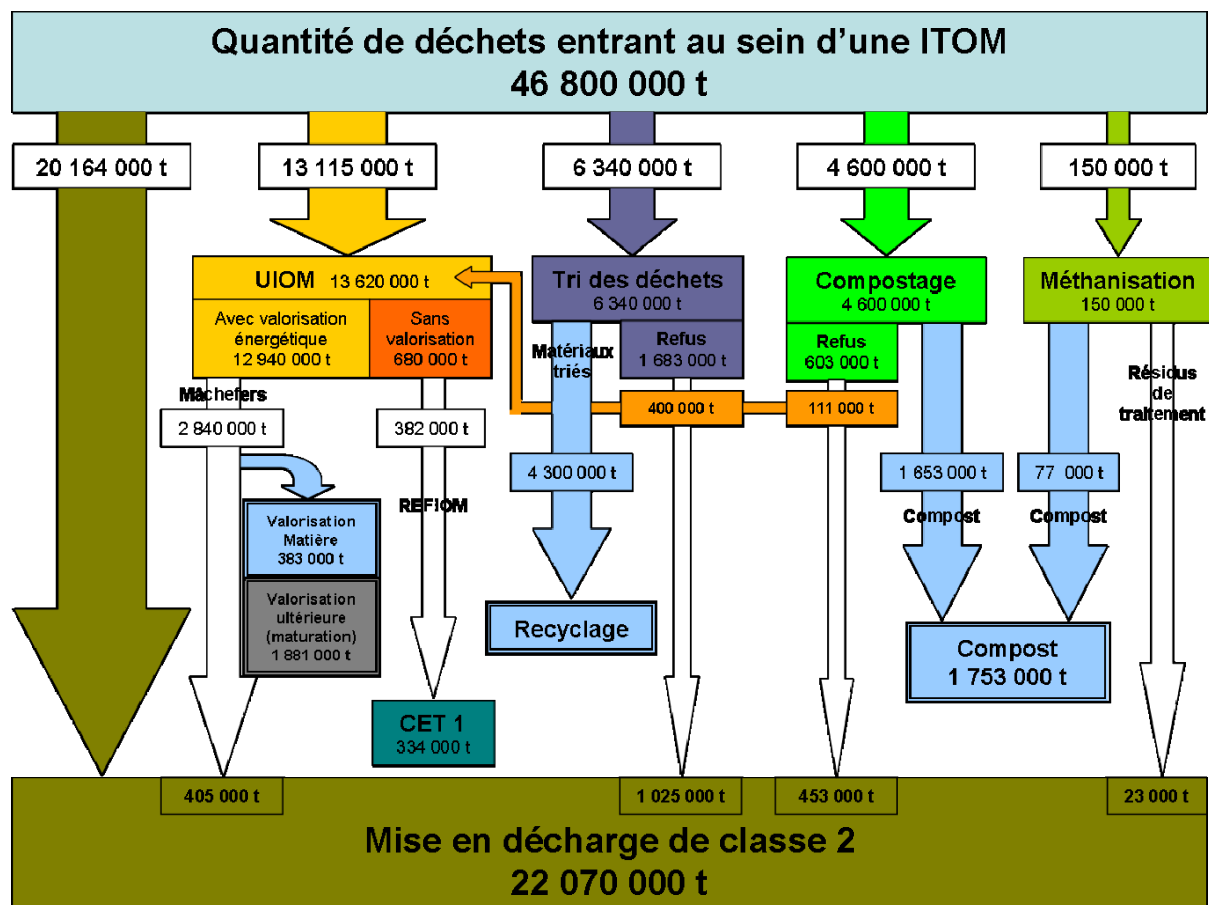 Quantité de déchets entrant au sein d'une ITOM
46 800 000 t
20 164 000 t
13 115 000 t
6 340 000 t
4 600 000 t
150 000 t
UIOM 13 620 000 t
Avec valorisation
énergétique
12 940 000 t
Sans
valorisation
680 000 t
Tri des déchets
6 340 000 t
Refus
1 683 000 t
Compostage
4 600 000 t
Refus
603 000 t
Méthanisation
150 000 t
Matériaux
triés
Résidus
de
traitement
Mâchefers
2 840 000 t
382 000 t
400 000 t
111 000 t
4 300 000 t
1 653 000 t
77 000 t
REFIOM
Compost
Compost
Valorisation
Matière
383 000 t
Valorisation
ultérieure
(maturation)
1 881 000 t
Recyclage
Compost
1 753 000 t
CET 1
334 000 t
405 000 t
1 025 000 t
453 000 t
23 000 t
Mise en décharge de classe 2
22 070 000 t